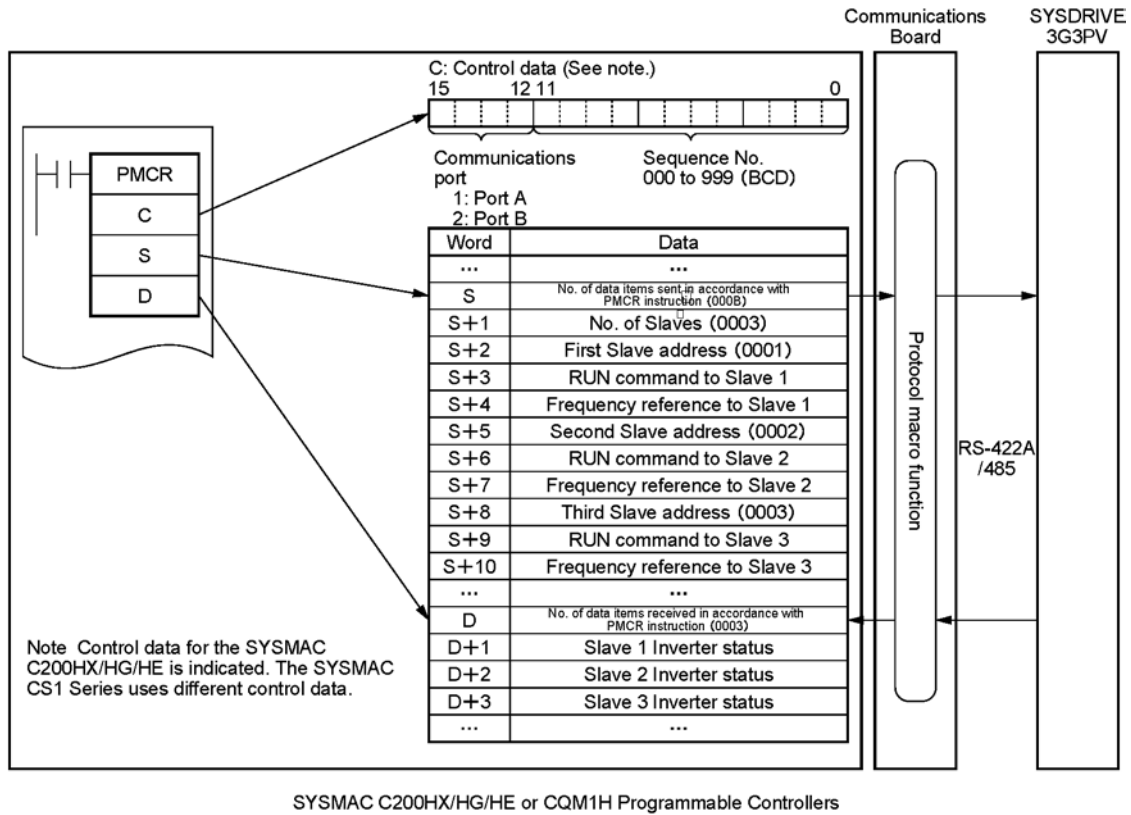 Communications
Board
SYSDRIVE
3G3PV
C: Control data (See note.)
15 12 11 0
PMCR
C
S
D
Communications
port
1: Port A
2: Port B
Sequence No.
000 to 999 (BCD)
Word Data
... ...
S No. of data items sent in accordance with
PMCR instruction (000B)
S+1 No. of Slaves (0003)
S+2 First Slave address (0001)
S+3 RUN command to Slave 1
S+4 Frequency reference to Slave 1
S+5 Second Slave address (0002)
S+6 RUN command to Slave 2
S+7 Frequency reference to Slave 2
S+8 Third Slave address (0003)
S+9 RUN command to Slave 3
S+10 Frequency reference to Slave 3
... ...
D No. of data items received in accordance with
PMCR instruction (0003)
D+1 Slave 1 Inverter status
D+2 Slave 2 Inverter status
D+3 Slave 3 Inverter status
... ...
Protocol macro function
RS-422A
/485
Note Control data for the SYSMAC
C200HX/HG/HE is indicated. The SYSMAC
CS1 Series uses different control data.
SYSMAC C200HX/HG/HE or CQM1H Programmable Controllers